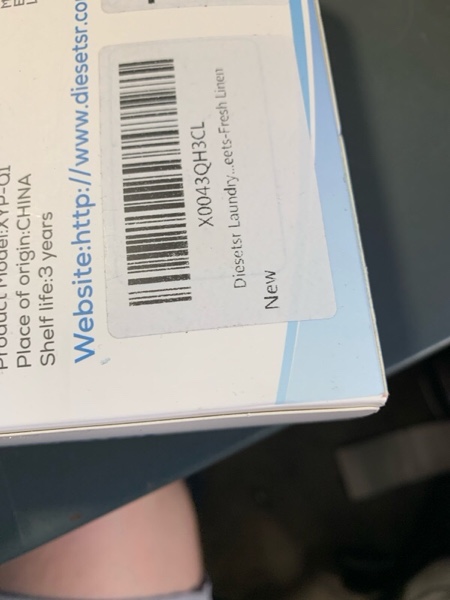 Product Model:XYP-01
Place of origin:CHINA
Shelf life:3 years
Website:http://www.diesetsr.co
X0043QH3CL
Diesetsr Laundry...eets-Fresh Linen
New